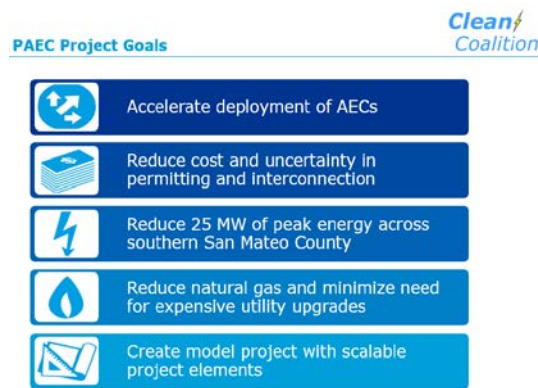 Clean
Coalition
PAEC Project Goals
Accelerate deployment of AECs
Reduce cost and uncertainty in
permitting and interconnection
Reduce 25 MW of peak energy across
southern San Mateo County
Reduce natural gas and minimize need
for expensive utility upgrades
Create model project with scalable
project elements